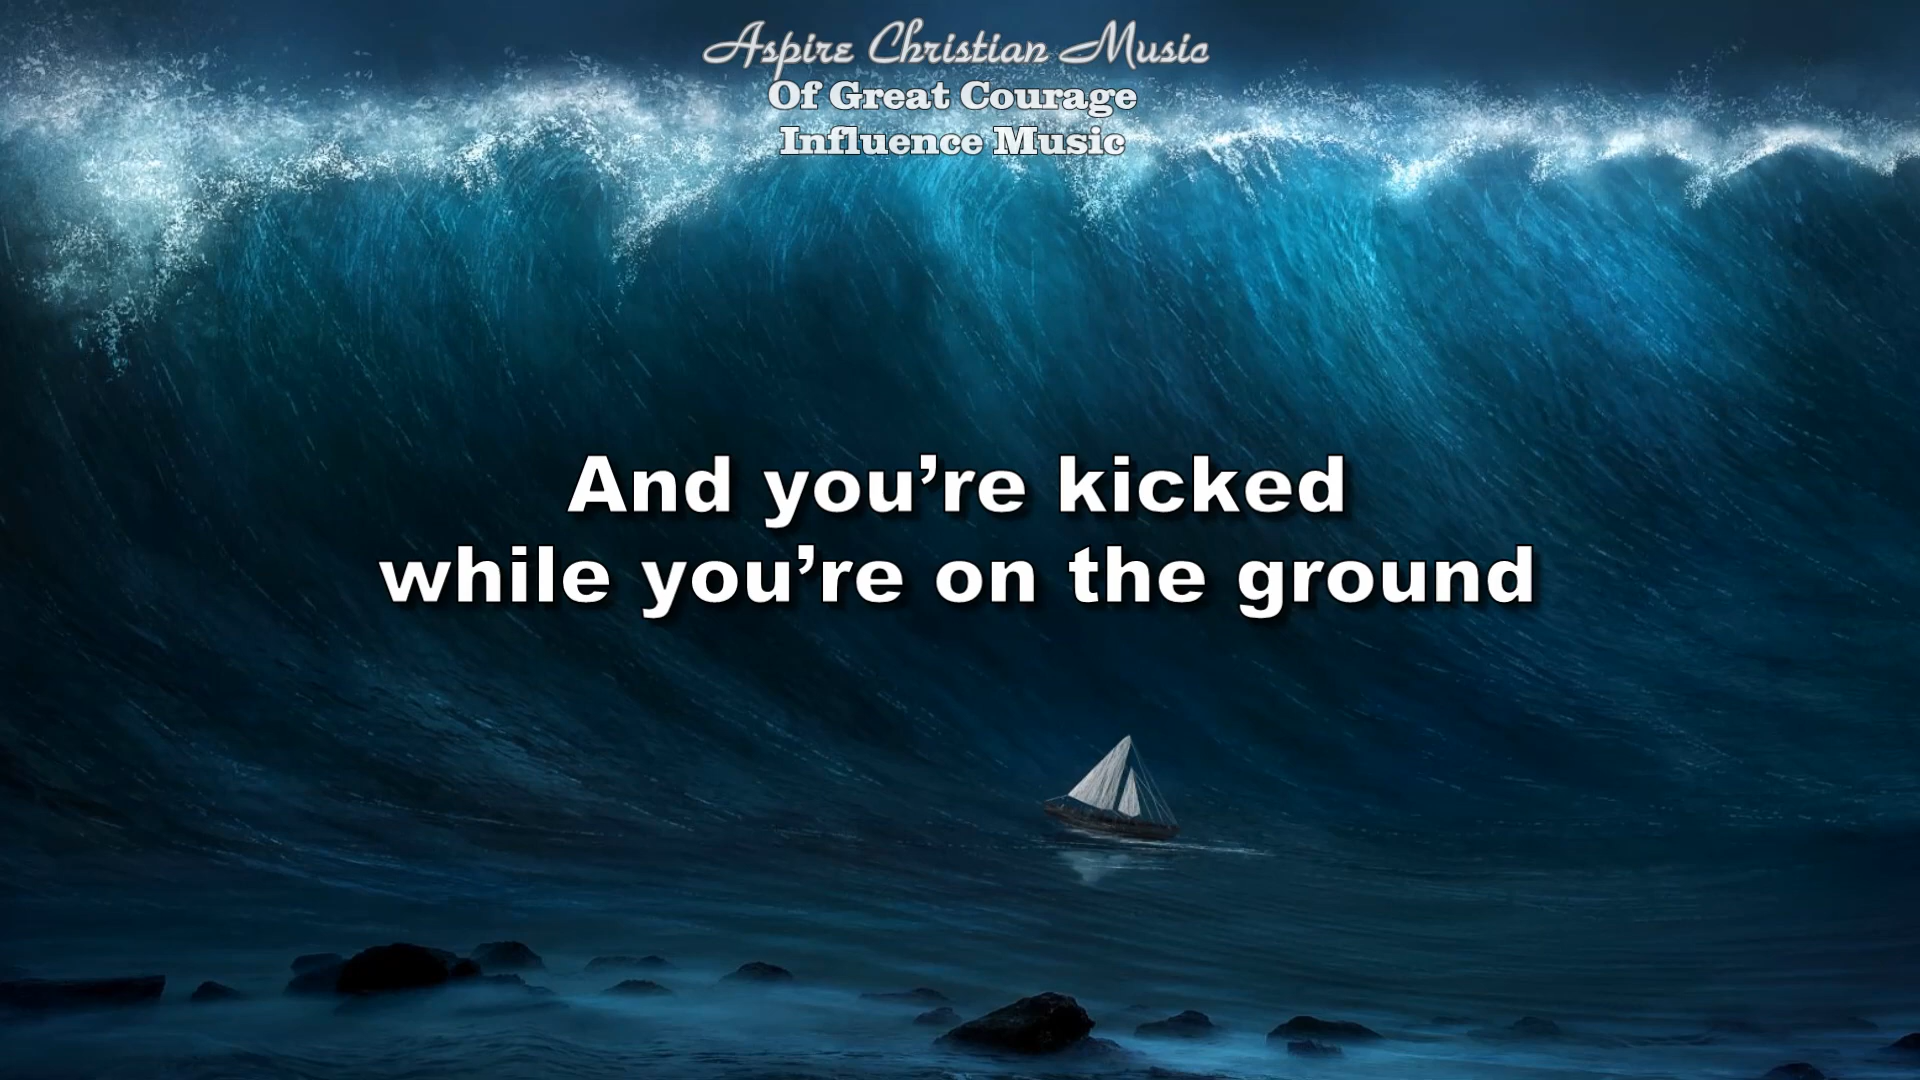 Aspire Christian Music
Of Great Courage
Influence Music
And you’re kicked
while you’re on the ground